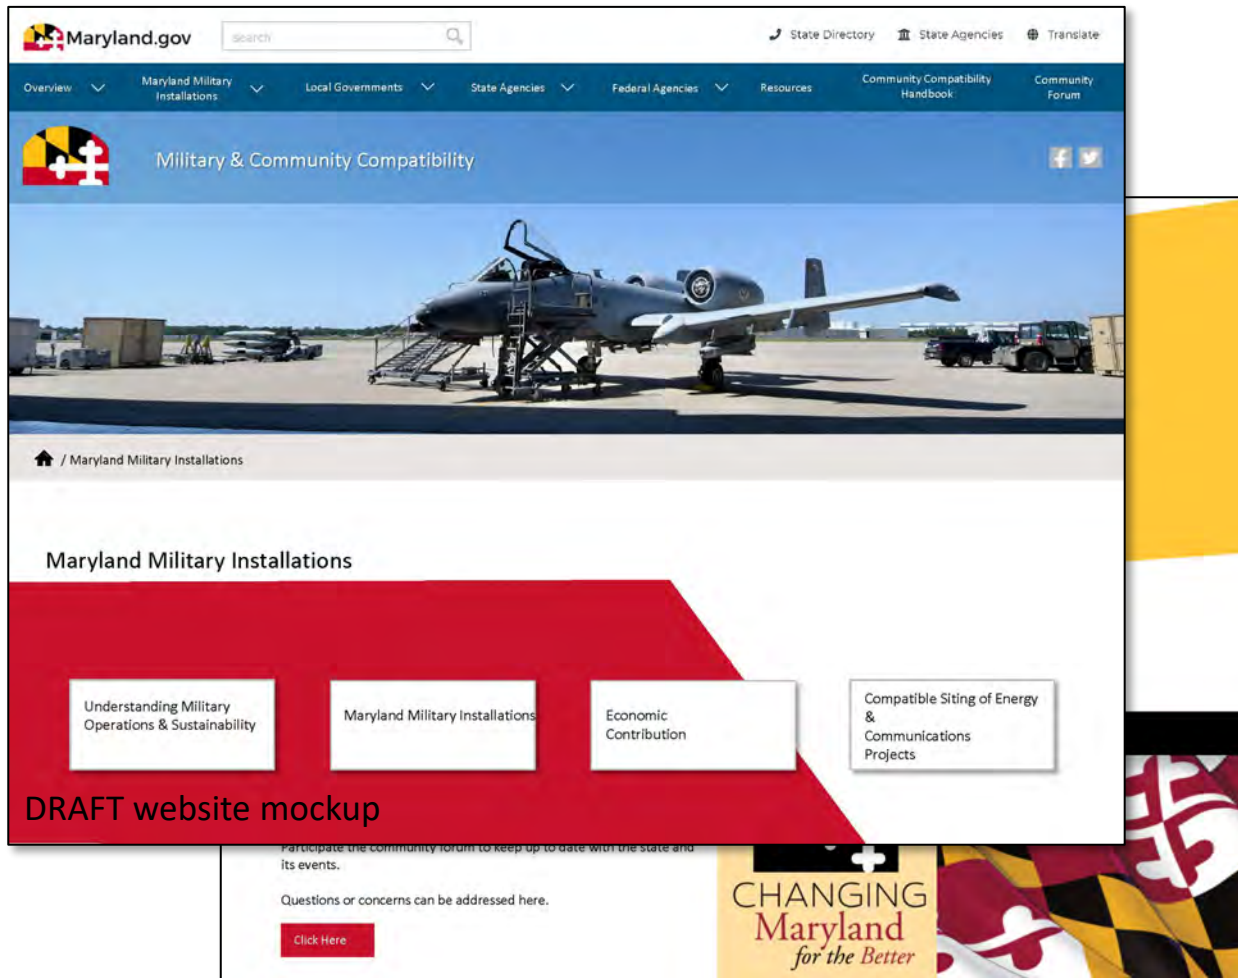 Maryland.gov
search
State Directory
State Agencies
Translate
Overview
Maryland Military
Installations
Local Governments
State Agencies
Federal Agencies
Resources
Community Compatibility
Handbook
Community
Forum
Military & Community Compatibility
/ Maryland Military Installations
Maryland Military Installations
Understanding Military
Operations & Sustainability
Maryland Military Installations
Economic
Contribution
Compatible Siting of Energy
&
Communications
Projects
DRAFT website mockup
Participate the community forum to keep up to date with the state and
its events.
Questions or concerns can be addressed here.
Click Here
CHANGING
Maryland
for the Better